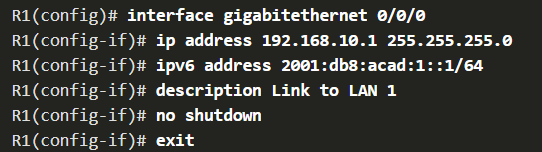 R1(config)# interface gigabitethernet 0/0/0
R1(config-if)# ip address 192.168.10.1 255.255.255.0
R1(config-if)# ipv6 address 2001:db8:acad:1::1/64
R1(config-if)# description Link to LAN 1
R1(config-if)# no shutdown
R1(config-if)# exit